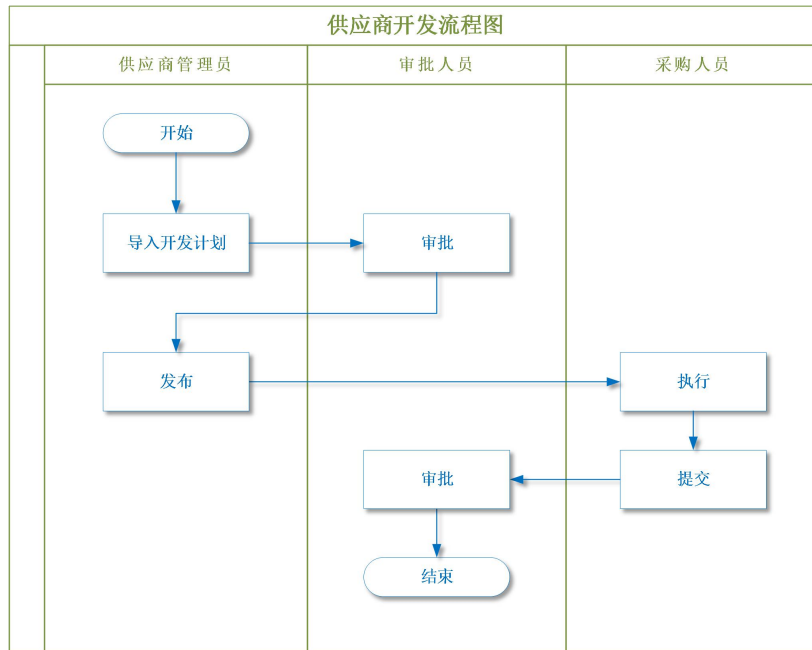 供应商开发流程图
供应商管理员
审批人员
采购人员
开始
导入开发计划
审批
发布
执行
审批
提交
结束